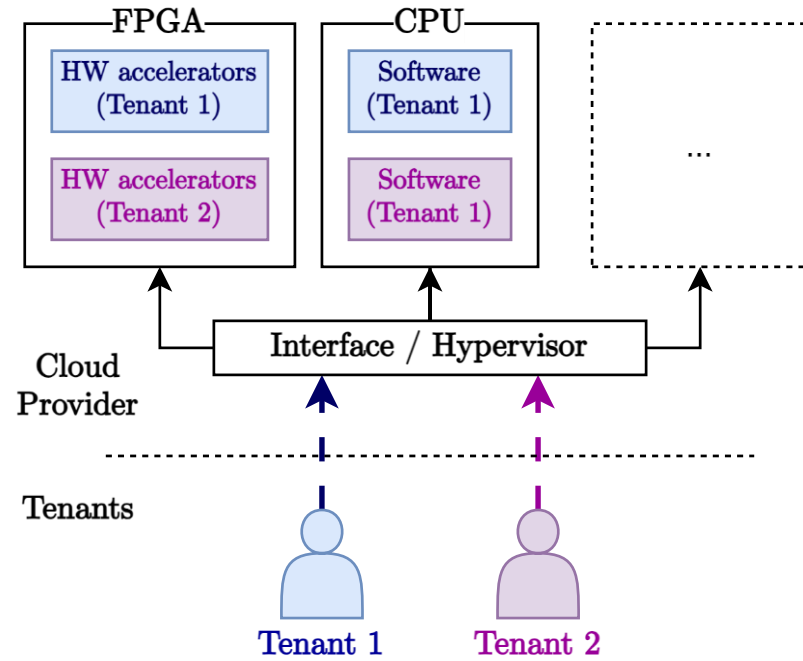 FPGA
HW accelerators
(Tenant 1)
HW accelerators
(Tenant 2)
CPU
Software
(Tenant 1)
Software
(Tenant 1)
...
Interface / Hypervisor
Cloud
Provider
Tenants
Tenant 1
Tenant 2